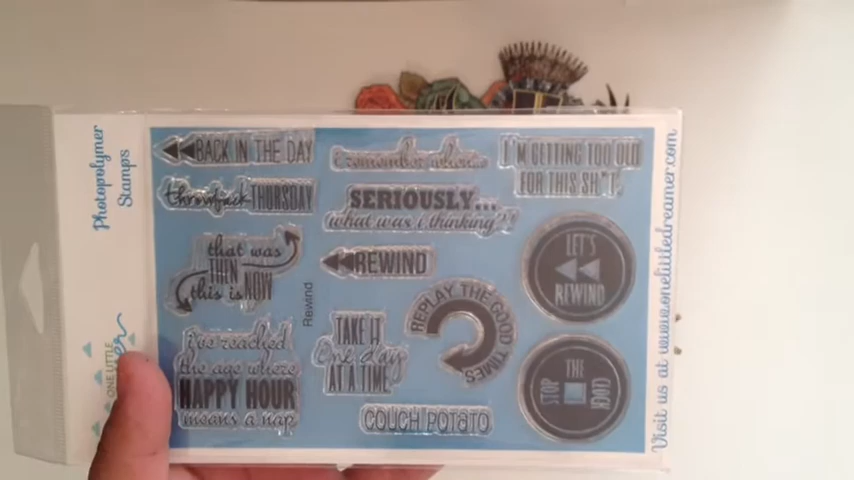 Photopolymer
Stamps
ONE LITTLE
BACK IN THE DAY
throwback THURSDAY
that was
THEN
this is NOW
i've reached
the age where
HAPPY HOUR
means a nap
Rewind
i remember when...
SERIOUSLY...
(what was i thinking?!
REWIND
TAKE IT
One day
AT A TIME
REPLAY THE GOOD TIMES
COUCH POTATO
I'M GETTING TOO OLD
FOR THIS SH*T.
LET'S
REWIND
STOP
THE
CLOCK
Visit us at www.onelittledreamer.com